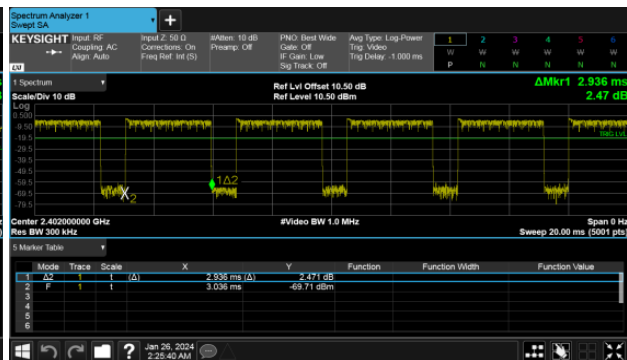 Spectrum Analyzer 1
Swept SA
+
KEYSIGHT Input: RF Input Z: 50 Ω #Atten: 10 dB PNO: Best Wide Avg Type: Log-Power 1 2 3 4 5 6
Coupling: AC Corrections: On Preamp: Off Gate: Off Trig: Video W W W W W W
Align: Auto Freq Ref: Int (S) IF Gain: Low Trig Delay: -1.000 ms P N N N N N
Sig Track: Off
LXI
1 Spectrum Ref Lvl Offset 10.50 dB ΔMkr1 2.936 ms
Scale/Div 10 dB Ref Level 10.50 dBm 2.47 dB
Log
0.500
-9.50
-19.5 TRIG LVL
-29.5
-39.5
-49.5
-59.5 1Δ2
-69.5 X2
-79.5
Center 2.402000000 GHz #Video BW 1.0 MHz Span 0 Hz
Res BW 300 kHz Sweep 20.00 ms (5001 pts)
5 Marker Table
Mode Trace Scale X Y Function Function Width Function Value
1 Δ2 1 t (Δ) 2.936 ms (Δ) 2.471 dB
2 F 1 t 3.036 ms -69.71 dBm
3
4
5
6
? Jan 26, 2024
2:25:40 AM